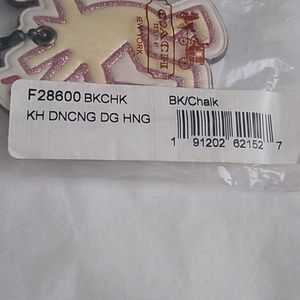 COACH
NEW YORK
F28600 BKCHK
BK/Chalk
KH DNCNG DG HNG
1 91202 62152 7